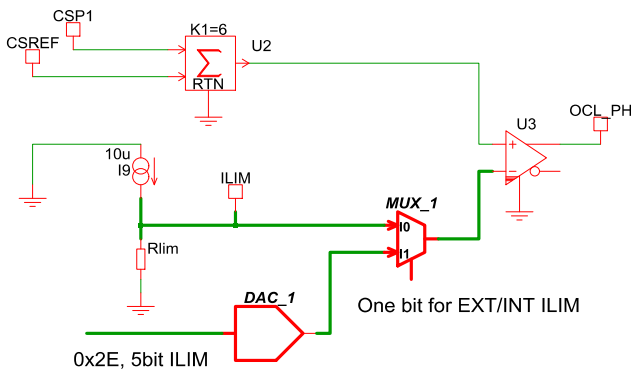 CSP1
K1=6
CSREF
U2
RTN
OCL_PH
U3
10u
I9
ILIM
MUX_1
I0
I1
Rlim
DAC_1
One bit for EXT/INT ILIM
0x2E, 5bit ILIM